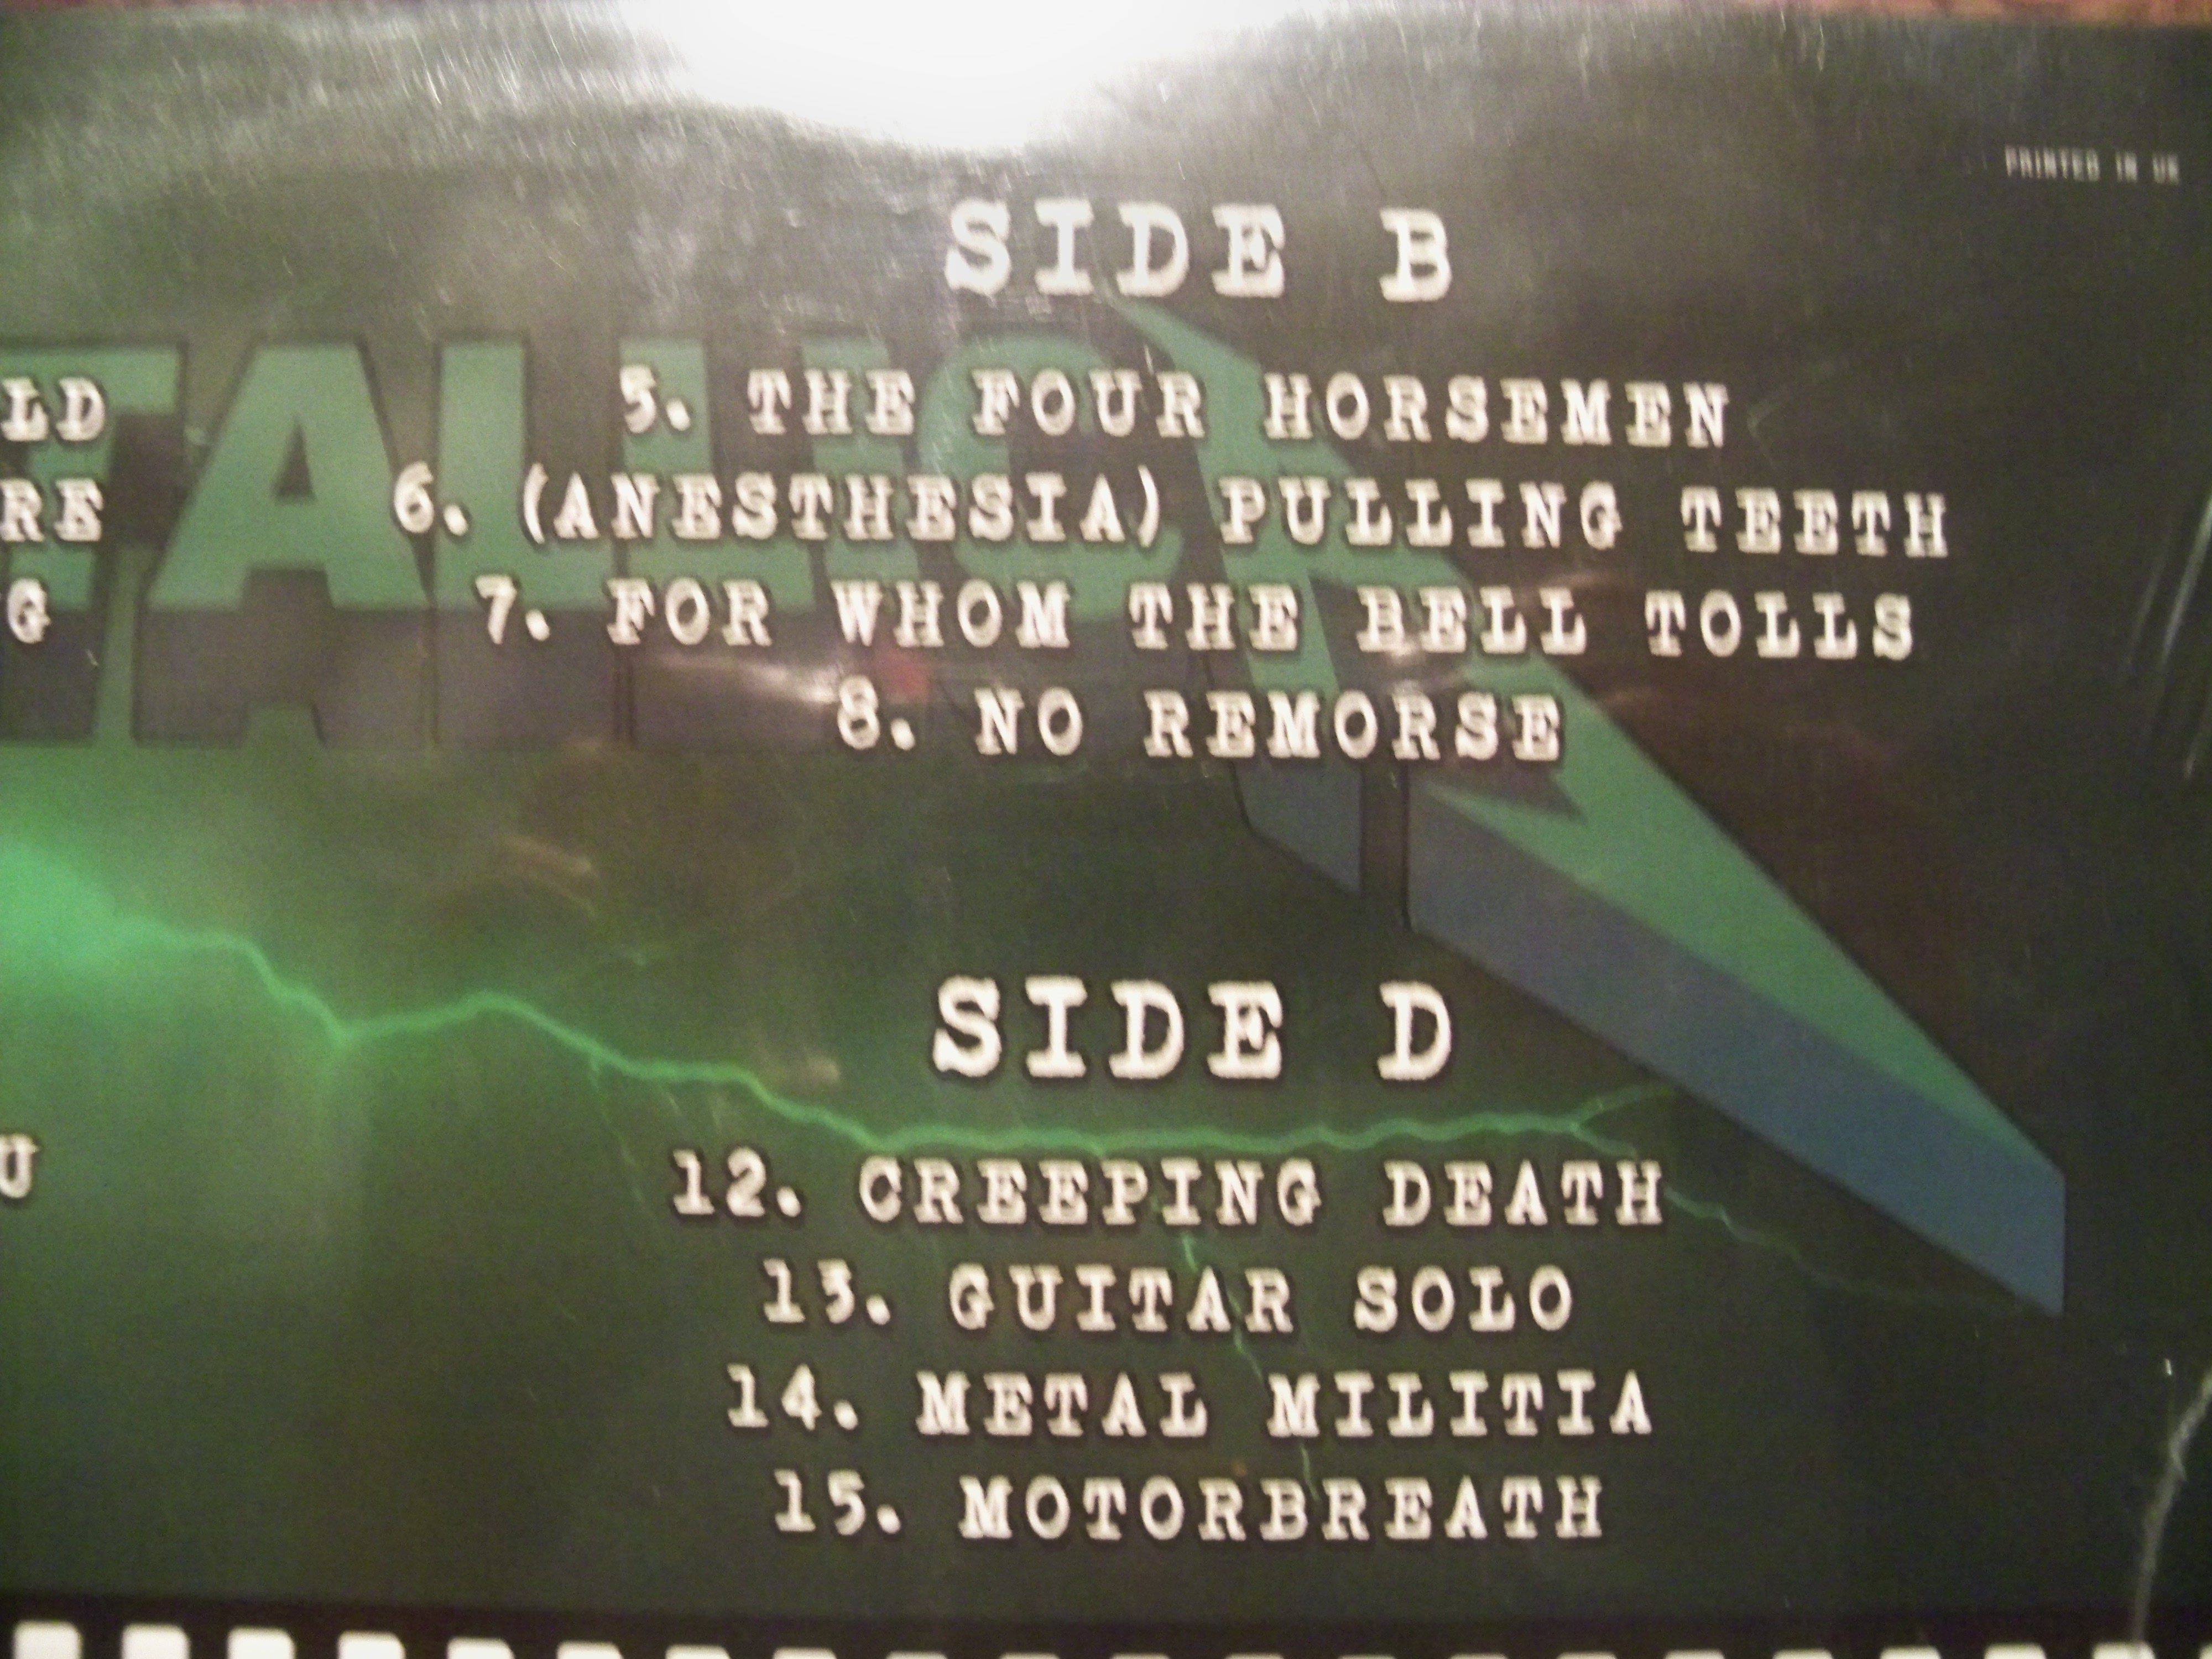 PRINTED IN UK
SIDE B
TALLICA
LD
5. THE FOUR HORSEMEN
RE
6. (ANESTHESIA) PULLING TEETH
G
7. FOR WHOM THE BELL TOLLS
8. NO REMORSE
SIDE D
U
12. CREEPING DEATH
13. GUITAR SOLO
14. METAL MILITIA
15. MOTORBREATH